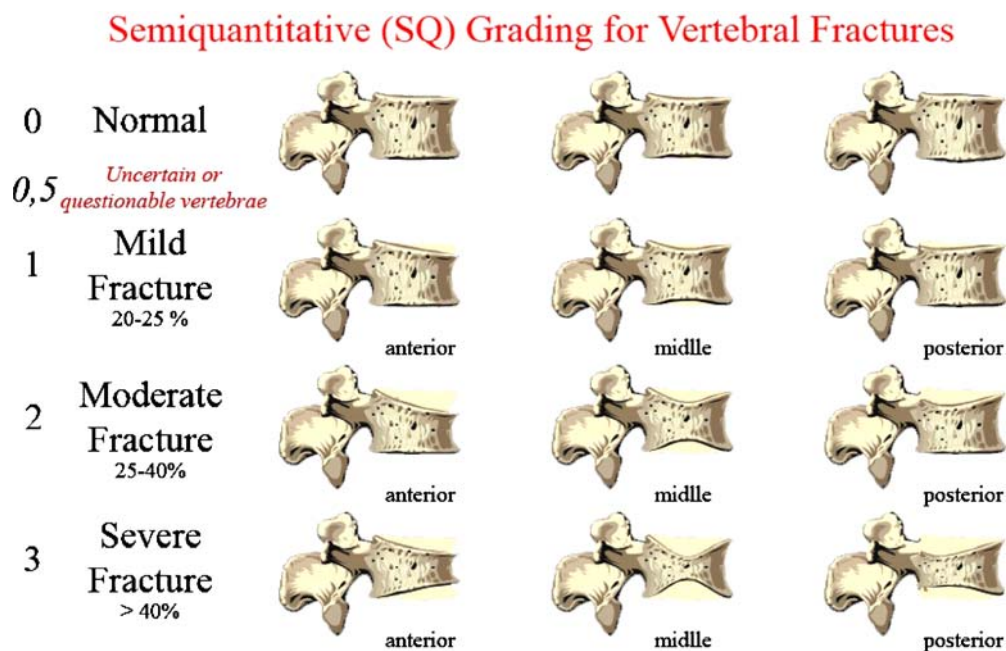 Semiquantitative (SQ) Grading for Vertebral Fractures
0 Normal
0,5 Uncertain or
questionable vertebrae
1 Mild
Fracture
20-25 %
anterior midlle posterior
2 Moderate
Fracture
25-40%
anterior midlle posterior
3 Severe
Fracture
> 40%
anterior midlle posterior